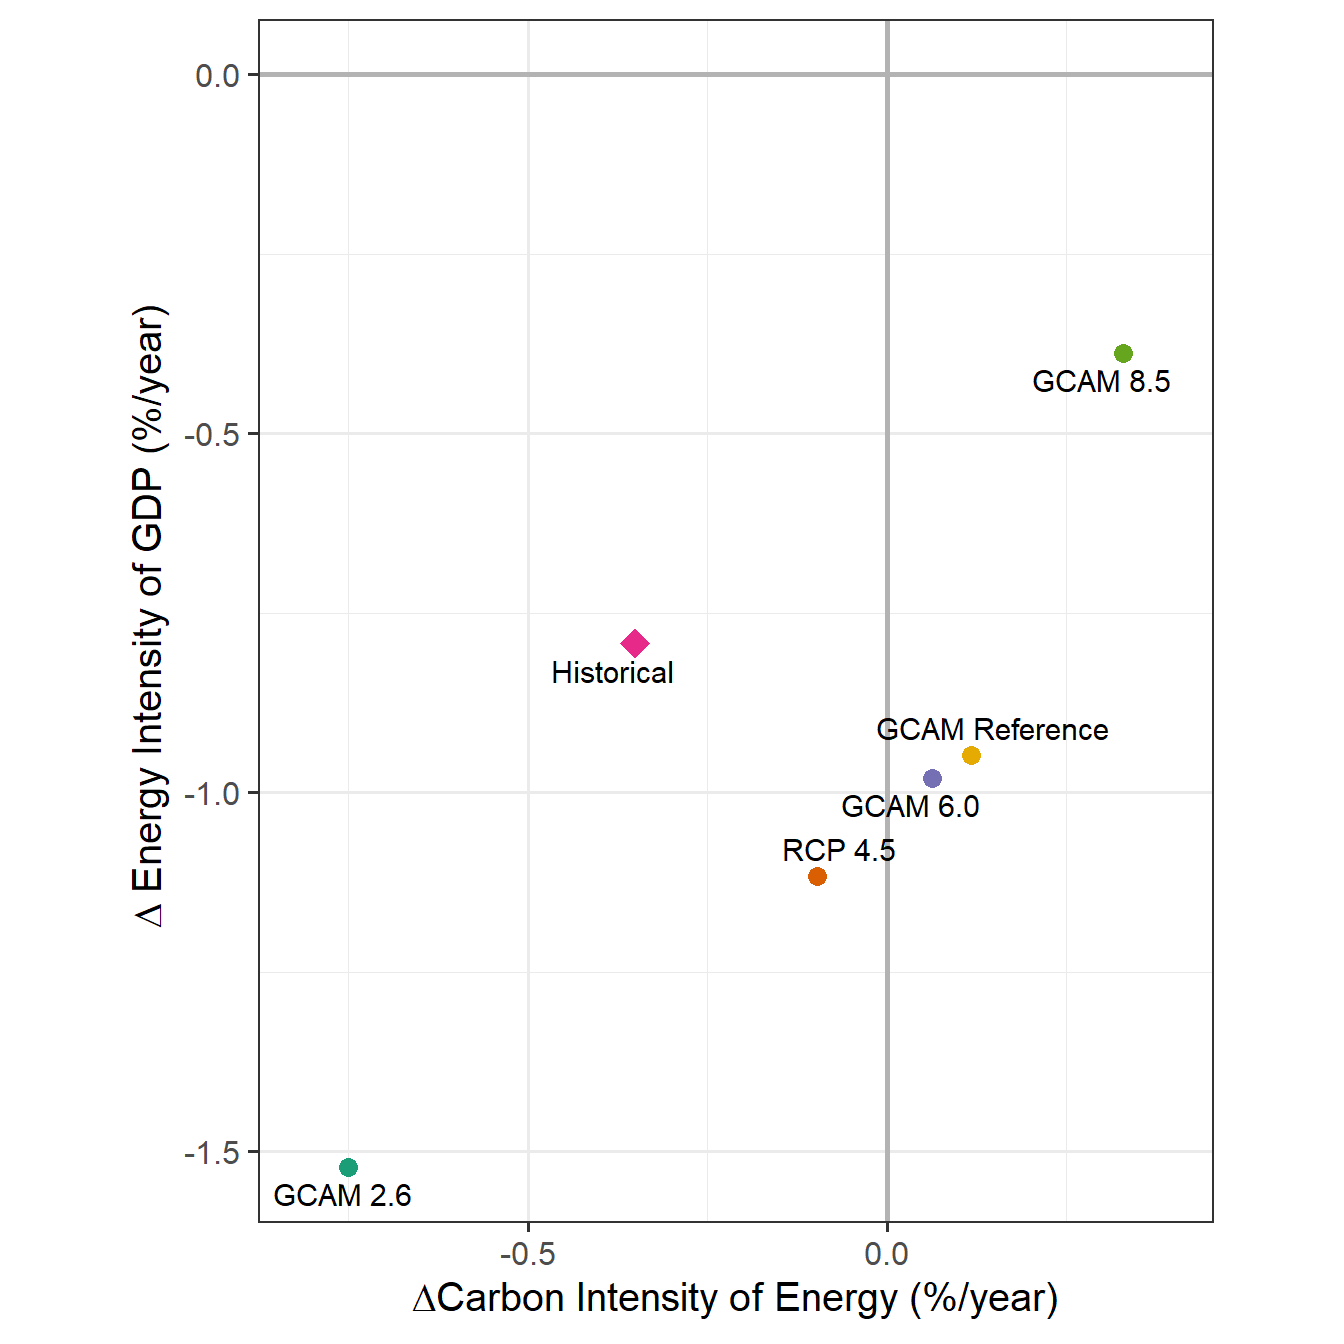 0.0
GCAM 8.5
-0.5
Historical
GCAM Reference
-1.0
GCAM 6.0
RCP 4.5
-1.5
GCAM 2.6
-0.5
0.0
ΔCarbon Intensity of Energy (%/year)
Δ Energy Intensity of GDP (%/year)